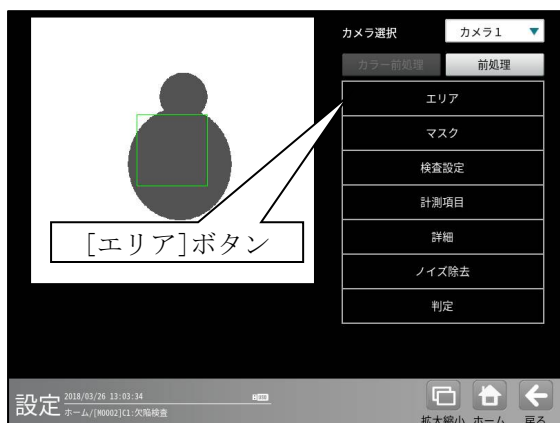 カメラ選択
カメラ1
カラー前処理
前処理
エリア
マスク
検査設定
計測項目
詳細
ノイズ除去
判定
[エリア]ボタン
設定
2018/03/26 13:03:34
ホーム/[M0002]C1:欠陥検査
拡大縮小
ホーム
戻る